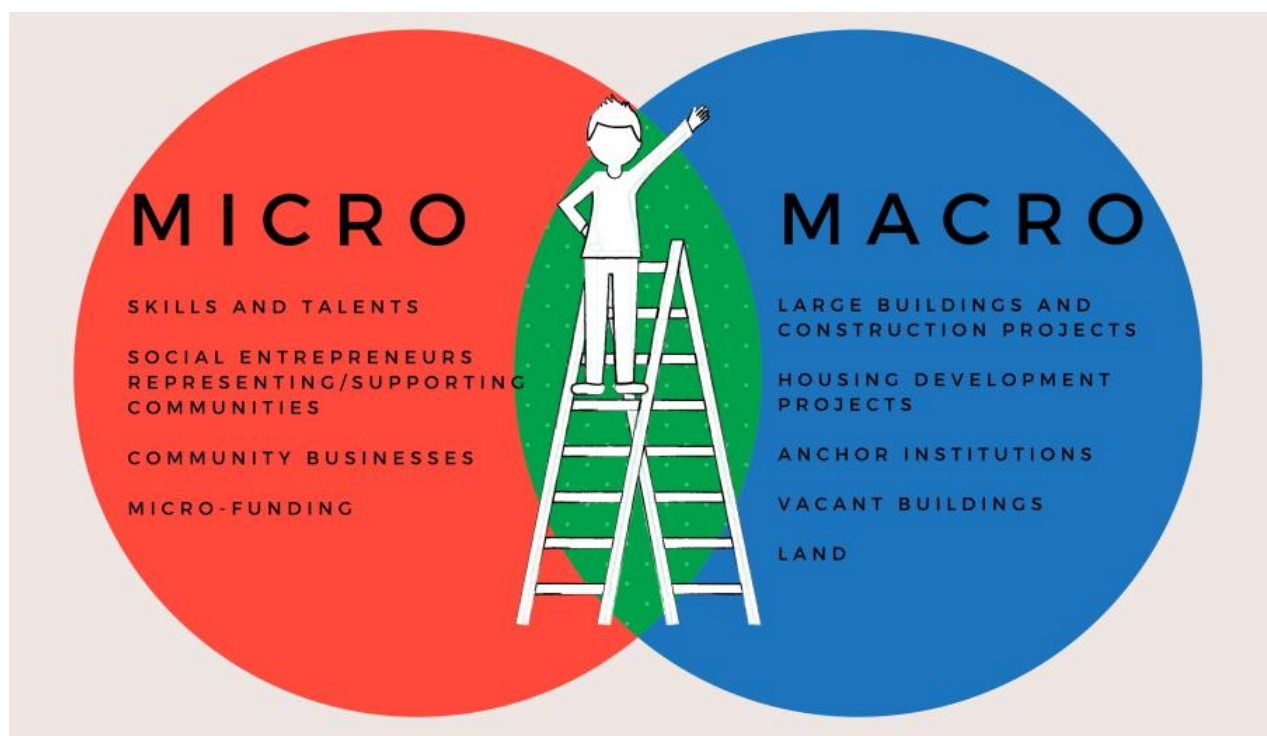 MICRO
SKILLS AND TALENTS
SOCIAL ENTREPRENEURS
REPRESENTING/SUPPORTING
COMMUNITIES
COMMUNITY BUSINESSES
MICRO-FUNDING
MACRO
LARGE BUILDINGS AND
CONSTRUCTION PROJECTS
HOUSING DEVELOPMENT
PROJECTS
ANCHOR INSTITUTIONS
VACANT BUILDINGS
LAND